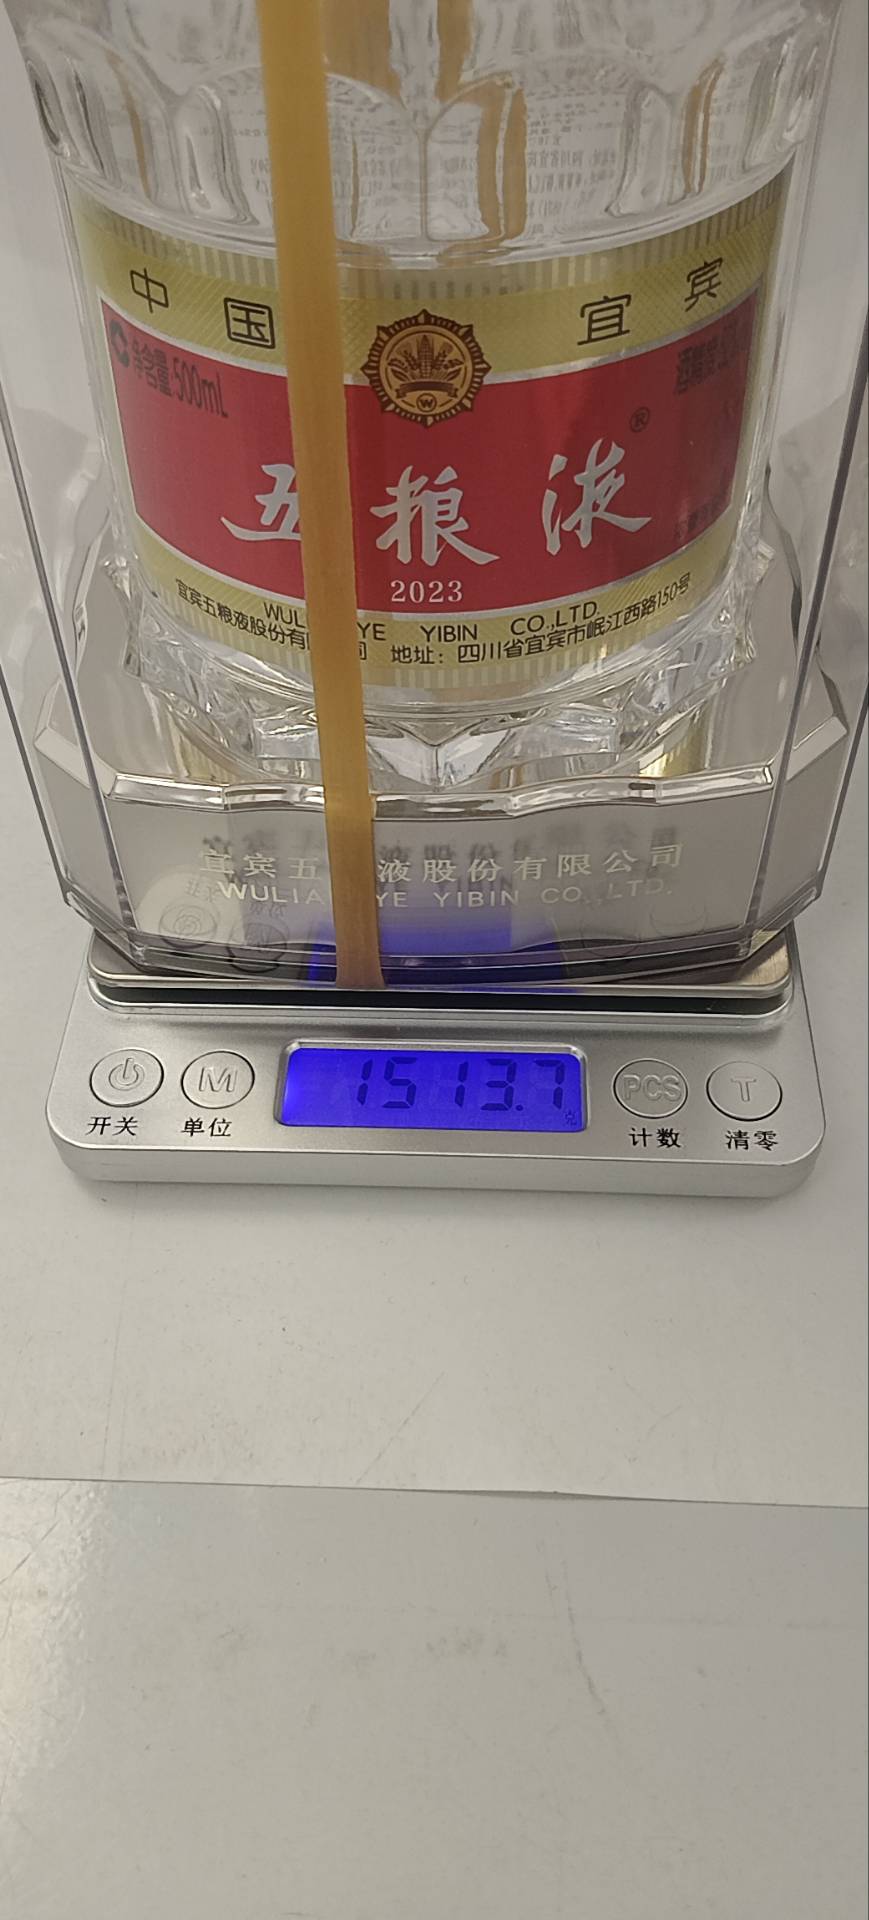 中国 宜宾
净含量500mL
®
五粮液
2023
WUL YE YIBIN CO.,LTD.
宜宾五粮液股份有 司 地址：四川省宜宾市岷江西路150号
宜宾五 液股份有限公司
WULIA YE YIBIN CO.,LTD.
1513.7
克
M PCS T
开关 单位 计数 清零